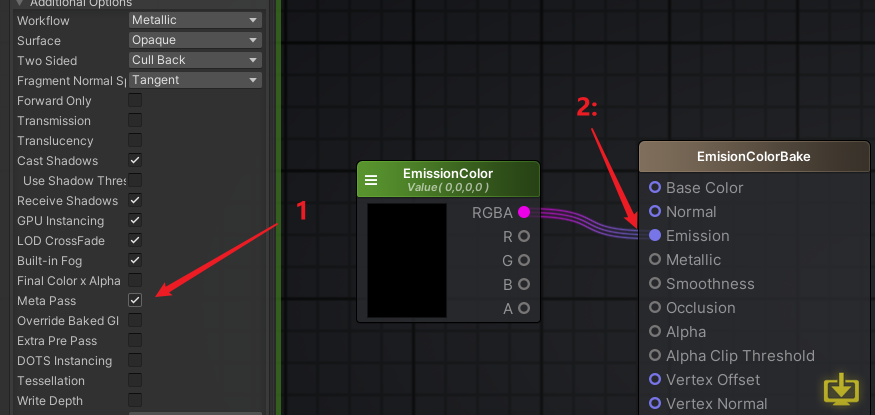 Additional Options
Workflow Metallic
Surface Opaque
Two Sided Cull Back
Fragment Normal Sp Tangent
Forward Only
Transmission
Translucency
Cast Shadows
Use Shadow Thres
Receive Shadows
GPU Instancing
LOD CrossFade
Built-in Fog
Final Color x Alpha
Meta Pass
Override Baked GI
Extra Pre Pass
DOTS Instancing
Tessellation
Write Depth
1
EmissionColor
Value( 0,0,0,0 )
RGBA
R
G
B
A
2:
EmisionColorBake
Base Color
Normal
Emission
Metallic
Smoothness
Occlusion
Alpha
Alpha Clip Threshold
Vertex Offset
Vertex Normal